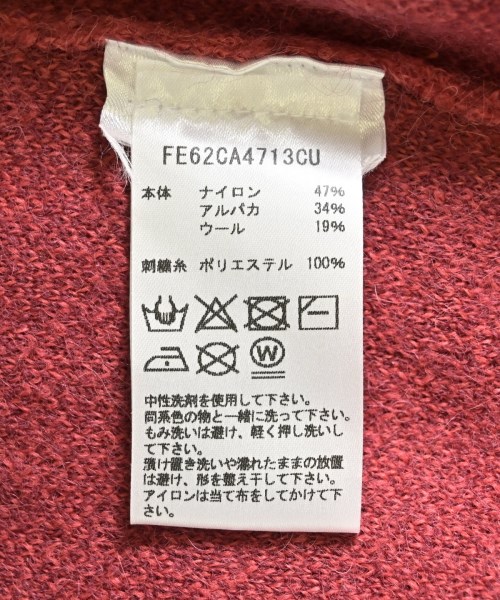 FE62CA4713CU
本体 ナイロン 47%
アルパカ 34%
ウール 19%
刺繍糸 ポリエステル 100%
W
中性洗剤を使用して下さい。
同系色の物と一緒に洗って下さい。
もみ洗いは避け、軽く押し洗いし
て下さい。
漬け置き洗いや濡れたままの放置
は避け、形を整え干して下さい。
アイロンは当て布をしてかけて下
さい。